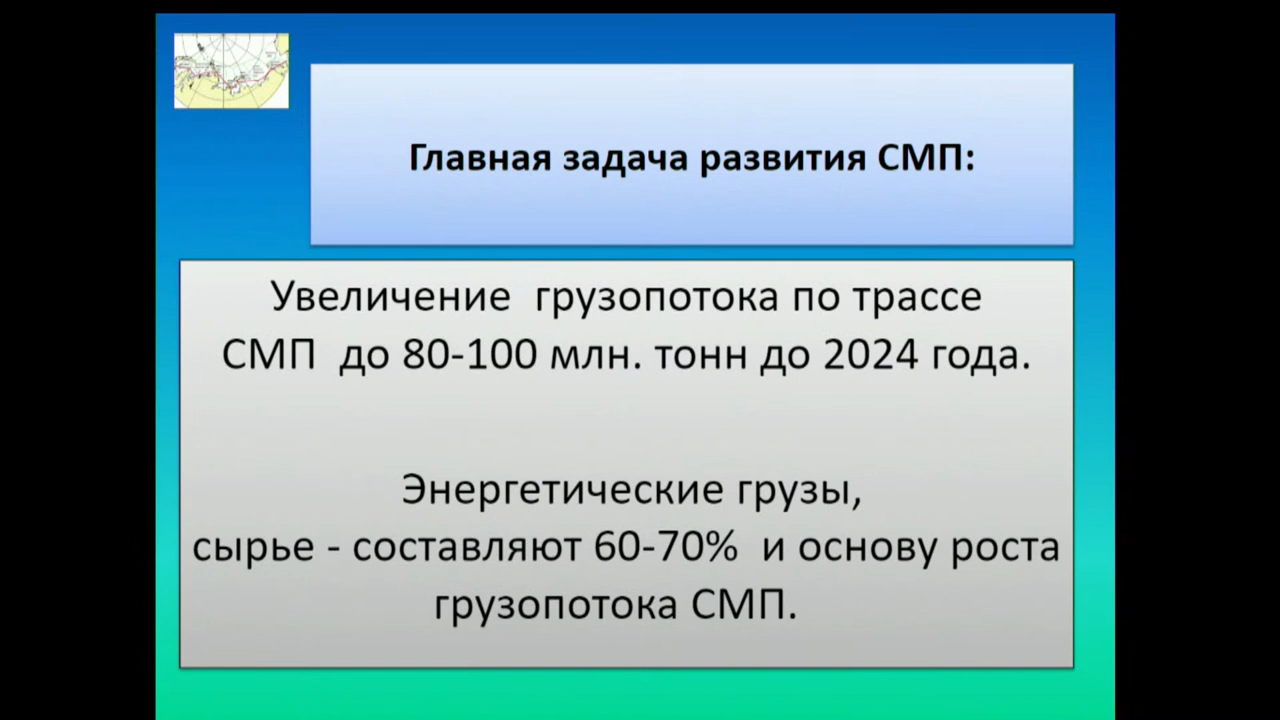 Главная задача развития СМП:
Увеличение грузопотока по трассе
СМП до 80-100 млн. тонн до 2024 года.
Энергетические грузы,
сырье - составляют 60-70% и основу роста
грузопотока СМП.